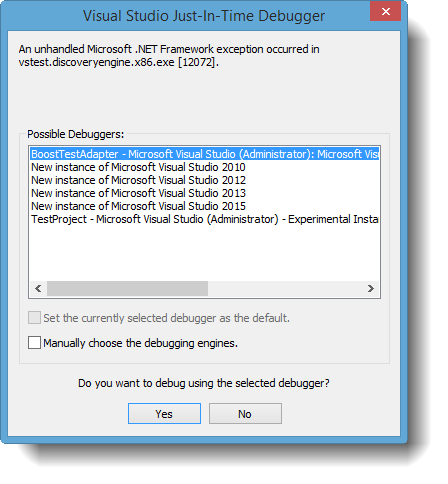 Visual Studio Just-In-Time Debugger
An unhandled Microsoft .NET Framework exception occurred in
vstest.discoveryengine.x86.exe [12072].
Possible Debuggers:
BoostTestAdapter - Microsoft Visual Studio (Administrator): Microsoft
New instance of Microsoft Visual Studio 2010
New instance of Microsoft Visual Studio 2012
New instance of Microsoft Visual Studio 2013
New instance of Microsoft Visual Studio 2015
TestProject - Microsoft Visual Studio (Administrator) - Experimental Insta
Set the currently selected debugger as the default.
Manually choose the debugging engines.
Do you want to debug using the selected debugger?
Yes
No